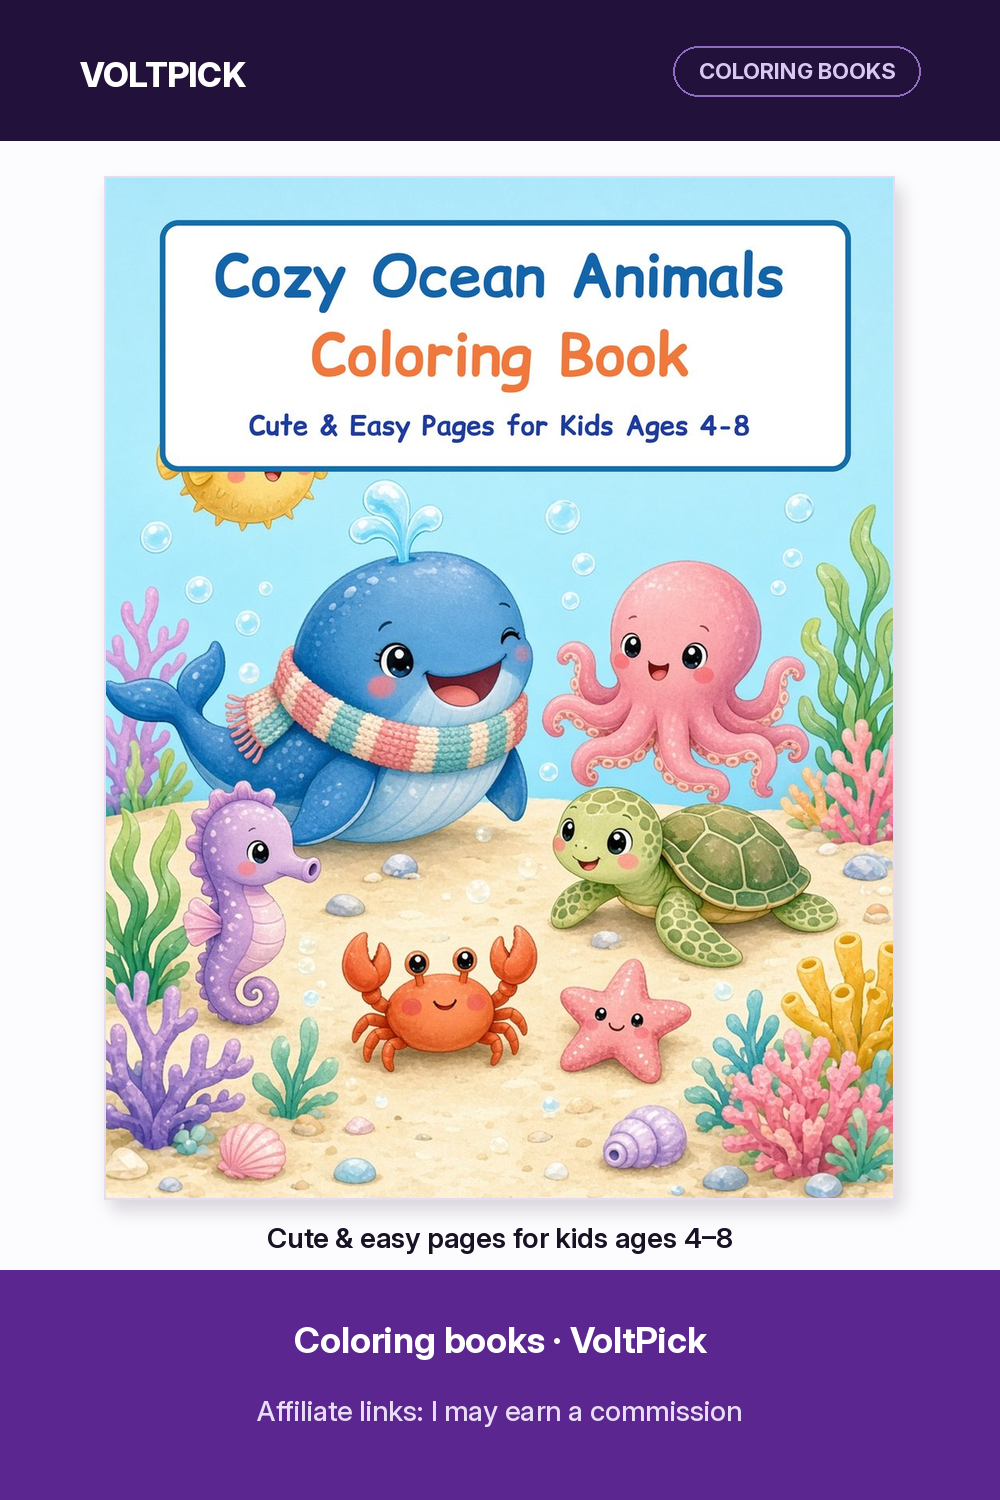 VOLTPICK
COLORING BOOKS
Cozy Ocean Animals
Coloring Book
Cute & Easy Pages for Kids Ages 4-8
Cute & easy pages for kids ages 4–8
Coloring books · VoltPick
Affiliate links: I may earn a commission